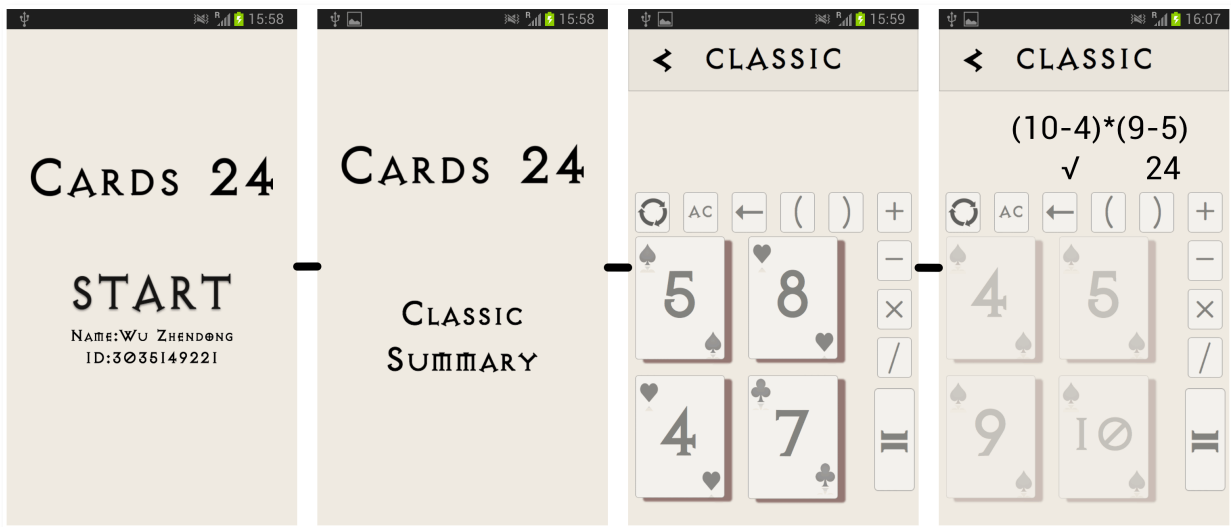 15:58
CARDS 24
START
NAME:WU ZHENDONG
ID:3035149221
R 15:58
CARDS 24
CLASSIC
SUMMARY
R 15:59
< CLASSIC
AC ← ( ) +
5 8 −
×
/
4 7 =
R 16:07
< CLASSIC
(10-4)*(9-5)
√ 24
AC ← ( ) +
4 5 −
×
/
9 10 =